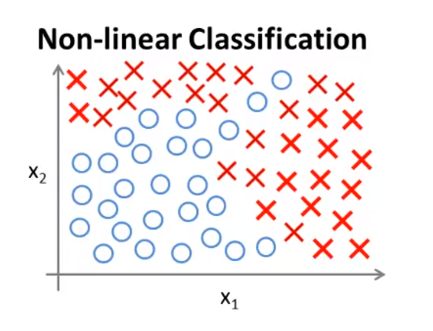 Non-linear Classification
x₂
x₁